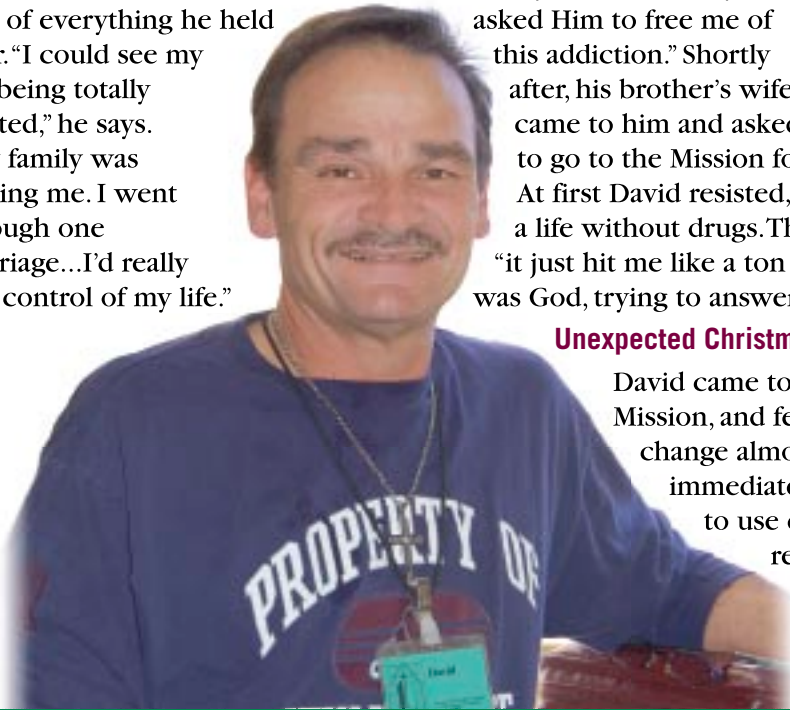 of everything he held
r. “I could see my
being totally
ted,” he says.
family was
ing me. I went
ough one
riage...I’d really
control of my life.”
asked Him to free me of
this addiction.” Shortly
after, his brother’s wife
came to him and asked
to go to the Mission fo
At first David resisted,
a life without drugs. Th
“it just hit me like a ton
was God, trying to answer
Unexpected Christm
David came to
Mission, and fe
change almo
immediate
to use
re
PROPERTY OF
David